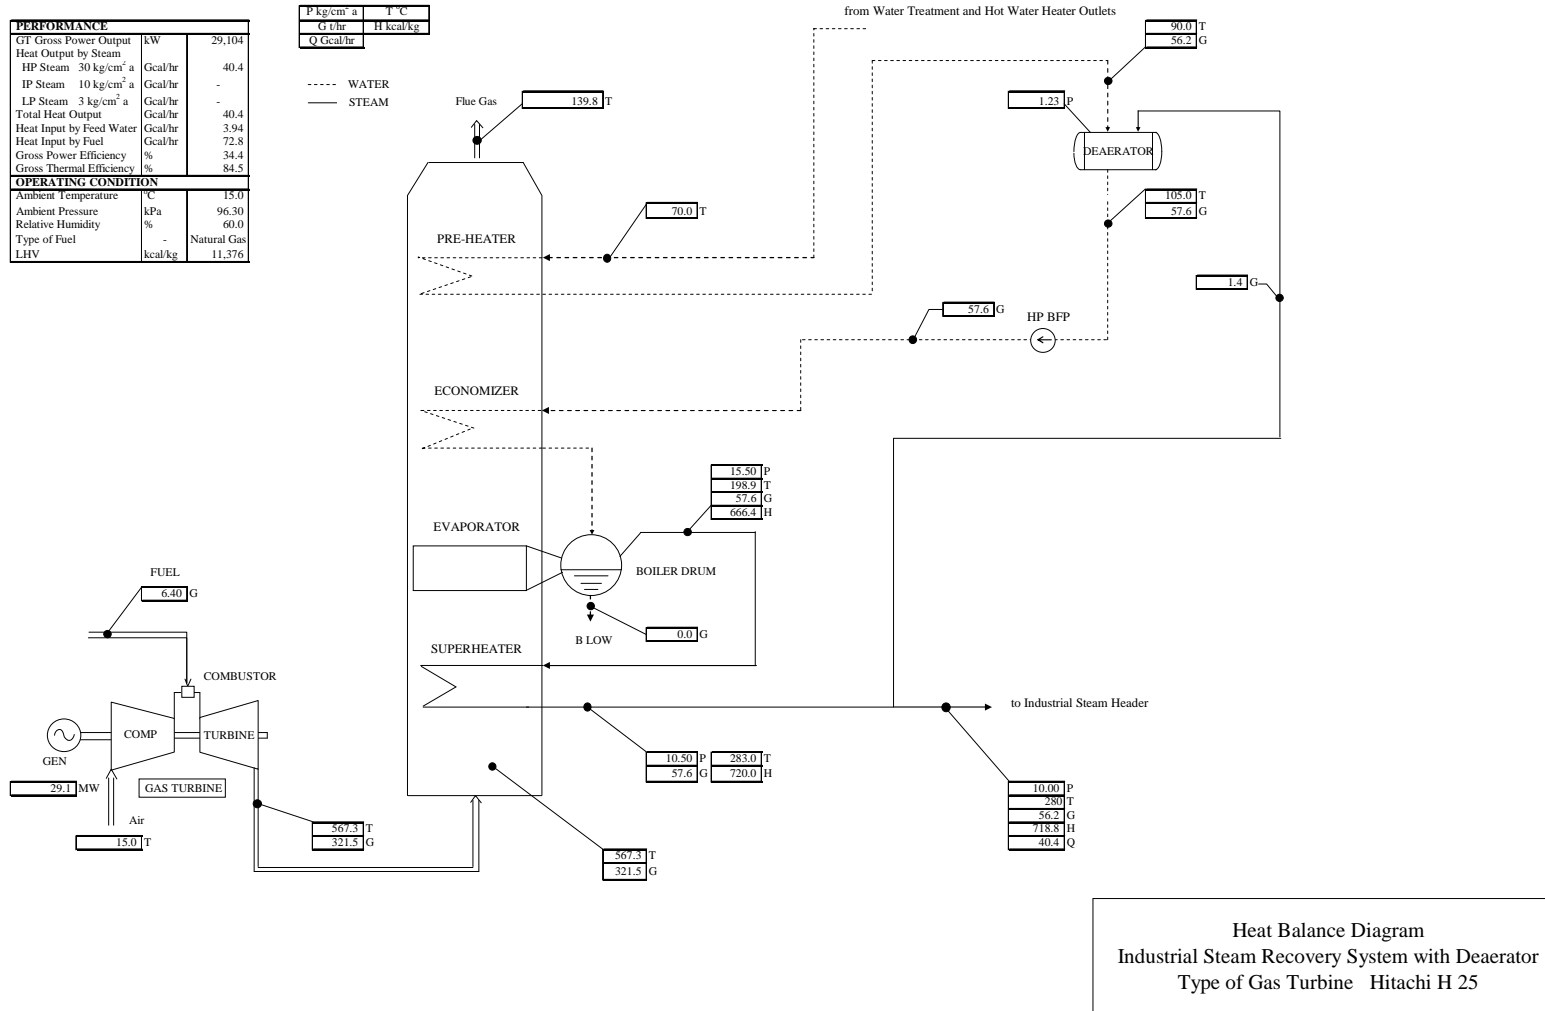 P kg/cm² a T °C
G t/hr H kcal/kg
Q Gcal/hr
PERFORMANCE
GT Gross Power Output kW 29,104
Heat Output by Steam
HP Steam 30 kg/cm² a Gcal/hr 40.4
IP Steam 10 kg/cm² a Gcal/hr -
LP Steam 3 kg/cm² a Gcal/hr -
Total Heat Output Gcal/hr 40.4
Heat Input by Feed Water Gcal/hr 3.94
Heat Input by Fuel Gcal/hr 72.8
Gross Power Efficiency % 34.4
Gross Thermal Efficiency % 84.5
OPERATING CONDITION
Ambient Temperature °C 15.0
Ambient Pressure kPa 96.30
Relative Humidity % 60.0
Type of Fuel - Natural Gas
LHV kcal/kg 11,376
WATER
STEAM
from Water Treatment and Hot Water Heater Outlets
90.0 T
56.2 G
Flue Gas
139.8 T
1.23 P
DEAERATOR
105.0 T
57.6 G
70.0 T
PRE-HEATER
1.4 G
57.6 G
HP BFP
ECONOMIZER
15.50 P
198.9 T
57.6 G
666.4 H
EVAPORATOR
BOILER DRUM
FUEL
6.40 G
0.0 G
B LOW
SUPERHEATER
COMBUSTOR
to Industrial Steam Header
COMP
TURBINE
GEN
29.1 MW
GAS TURBINE
Air
15.0 T
567.3 T
321.5 G
10.50 P 283.0 T
57.6 G 720.0 H
567.3 T
321.5 G
10.00 P
280 T
56.2 G
718.8 H
40.4 Q
Heat Balance Diagram
Industrial Steam Recovery System with Deaerator
Type of Gas Turbine Hitachi H 25